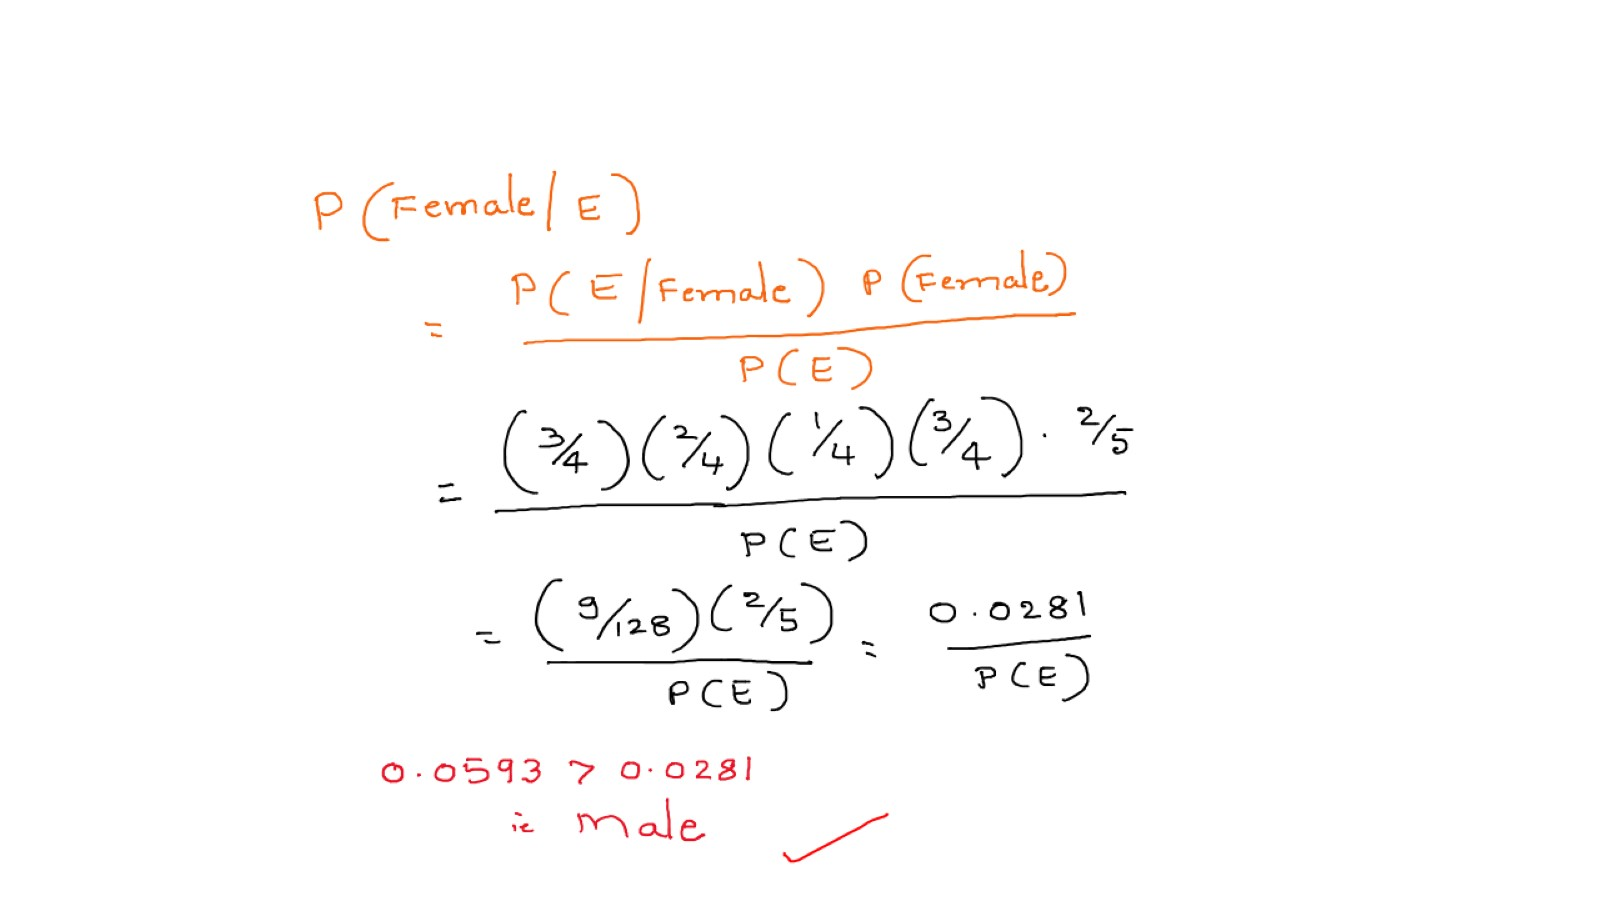 P(Female/E)
= P(E/Female) P(Female)
P(E)
= (3/4)(2/4)(1/4)(3/4) · 2/5
P(E)
= (9/128)(2/5) = 0.0281
P(E) P(E)
0.0593 > 0.0281
ie male